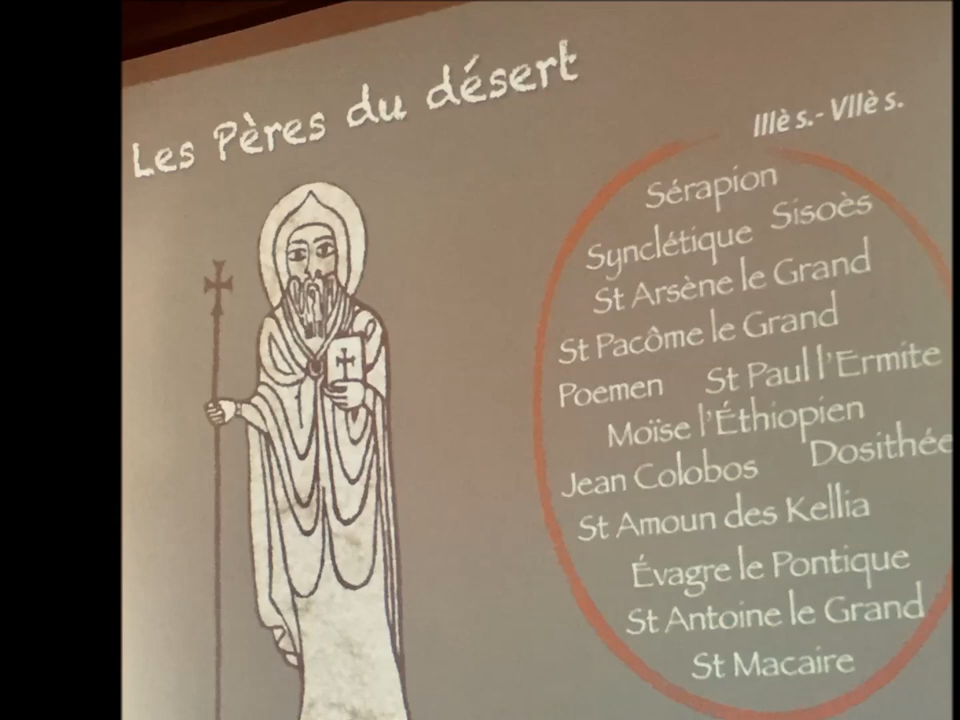 Les Pères du désert
IIIè s.- VIIè s.
Sérapion
Sisoès
Synclétique
St Arsène le Grand
St Pacôme le Grand
Poemen St Paul l'Ermite
Moïse l'Éthiopien
Jean Colobos Dosithée
St Amoun des Kellia
Évagre le Pontique
St Antoine le Grand
St Macaire